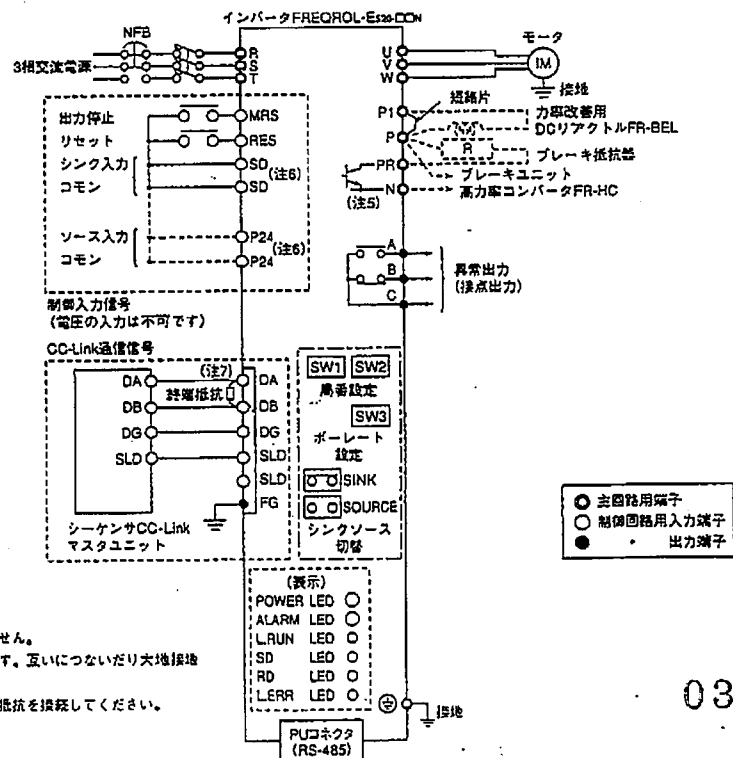 インバータFREQROL-E520-□□N
NFB
3相交流電源
R
S
T
U
V
W
モータ
IM
接地
出力停止
MRS
リセット
RES
シンク入力
コモン
SD
SD
(注6)
ソース入力
コモン
P24
P24
(注6)
制御入力信号
(電圧の入力は不可です)
P1
P
PR
N
短絡片
力率改善用
DCリアクトルFR-BEL
R
ブレーキ抵抗器
ブレーキユニット
高力率コンバータFR-HC
(注5)
A
B
C
異常出力
(接点出力)
CC-Link通信信号
(注7)
DA
DB
DG
SLD
終端抵抗
DA
DB
DG
SLD
SLD
FG
シーケンサCC-Link
マスタユニット
SW1 SW2
局番設定
SW3
ボーレート
設定
SINK
SOURCE
シンクソース
切替
主回路用端子
制御回路用入力端子
〃 出力端子
(表示)
POWER LED
ALARM LED
L.RUN LED
SD LED
RD LED
L.ERR LED
接地
PUコネクタ
(RS-485)
せん。
す。互いにつないだり大地接地
抵抗を接続してください。
03